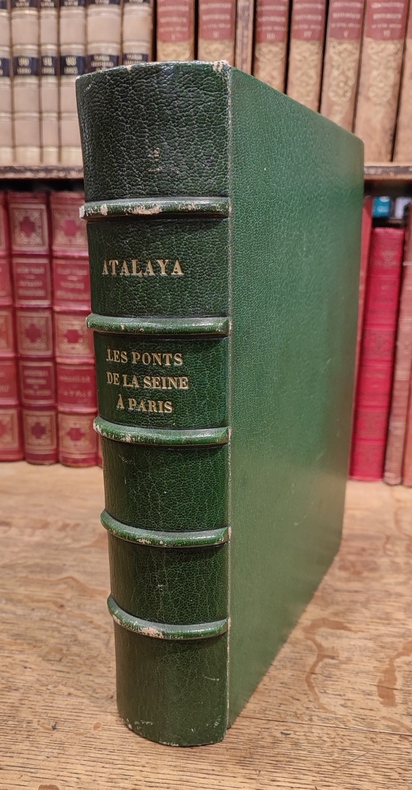 ATALAYA
LES PONTS
DE LA SEINE
À PARIS